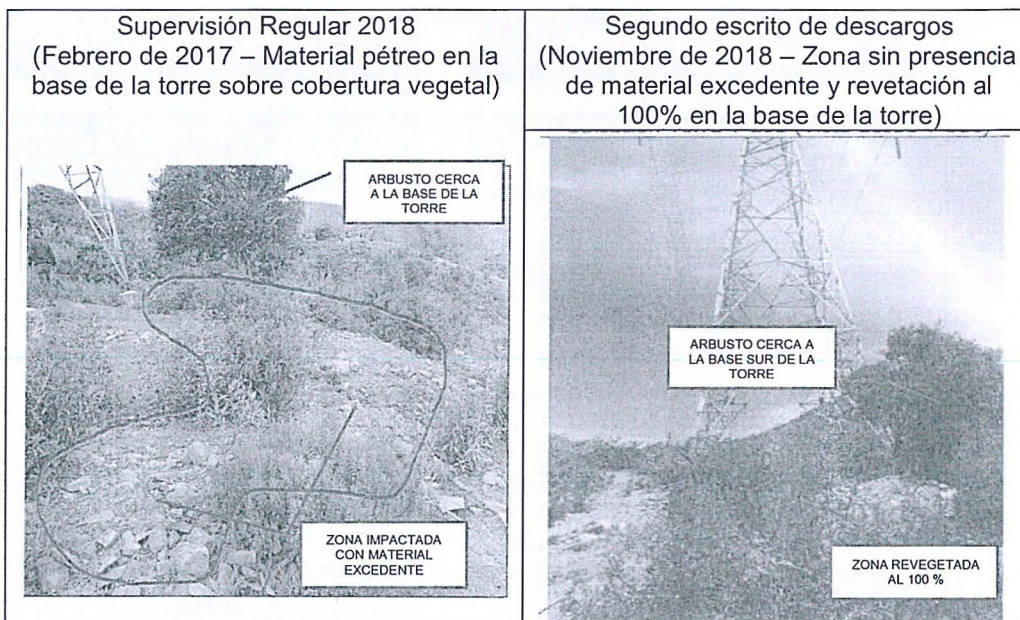 Supervisión Regular 2018
(Febrero de 2017 – Material pétreo en la
base de la torre sobre cobertura vegetal)
Segundo escrito de descargos
(Noviembre de 2018 – Zona sin presencia
de material excedente y revetación al
100% en la base de la torre)
ARBUSTO CERCA
A LA BASE DE LA
TORRE
ZONA IMPACTADA
CON MATERIAL
EXCEDENTE
ARBUSTO CERCA A
LA BASE SUR DE LA
TORRE
ZONA REVEGETADA
AL 100 %